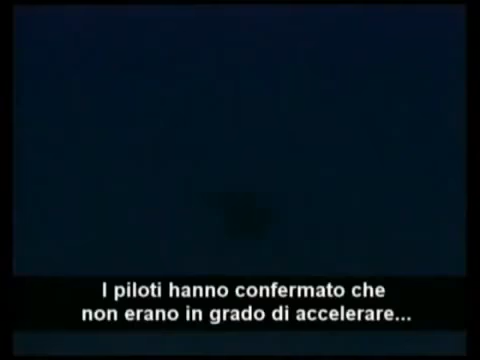 I piloti hanno confermato che
non erano in grado di accelerare...